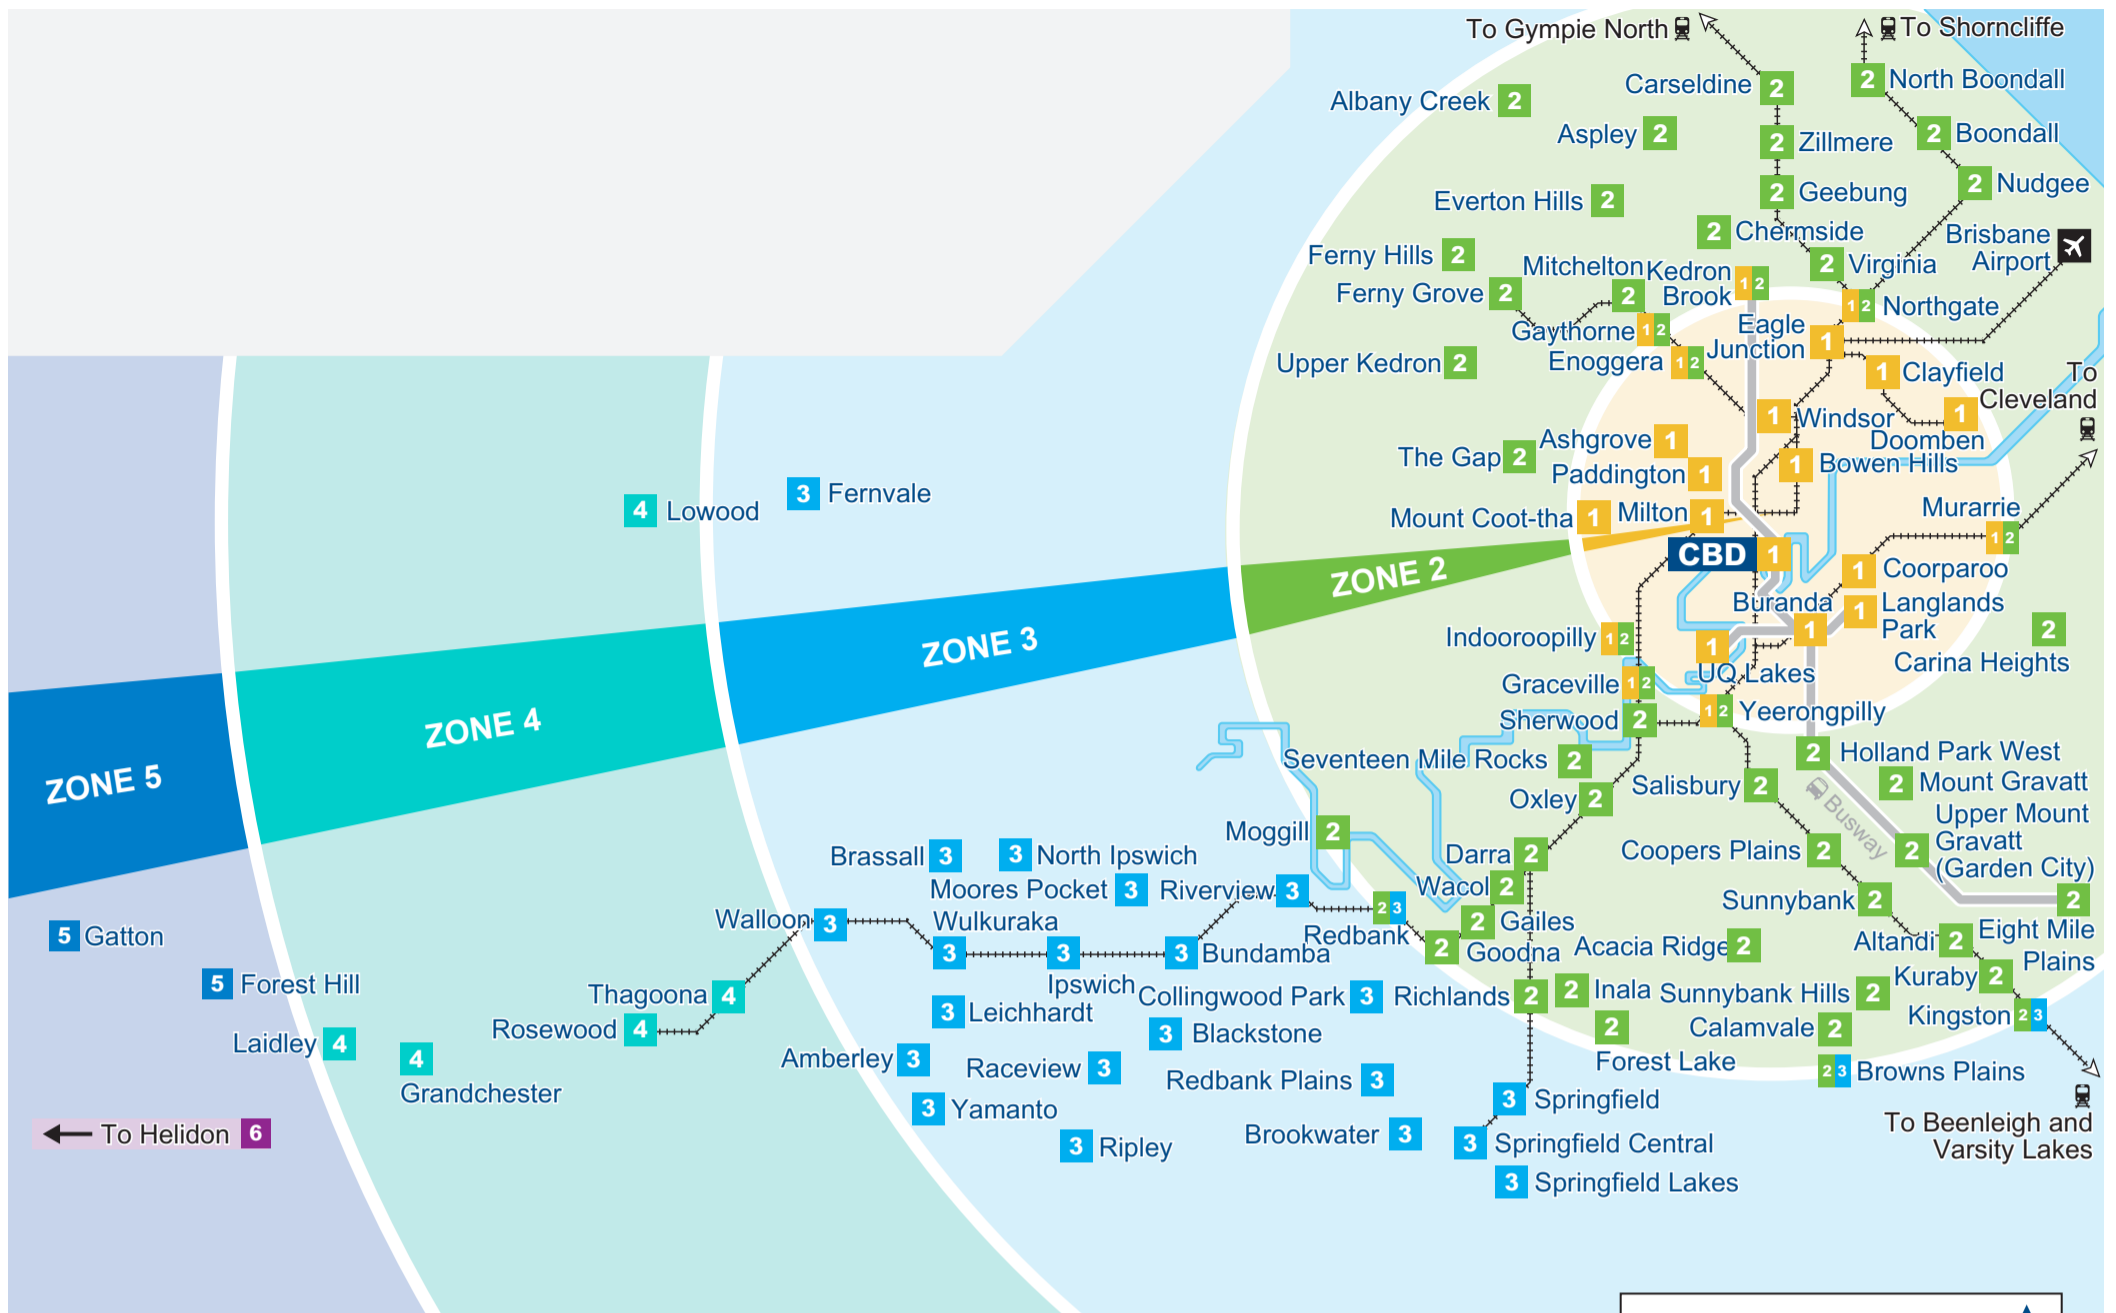 To Gympie North
To Shorncliffe
Carseldine 2
2 North Boondall
Albany Creek 2
Aspley 2
2 Zillmere
2 Boondall
Everton Hills 2
2 Geebung
2 Nudgee
2 Chermside
Brisbane
Airport
Ferny Hills 2
Mitchelton 2
Kedron
Brook 1 2
2 Virginia
Ferny Grove 2
1 2 Northgate
Gaythorne 1 2
Eagle
Junction 1
Upper Kedron 2
Enoggera 1 2
1 Clayfield
To
Cleveland
1 Windsor
1
Doomben
Ashgrove 1
The Gap 2
Paddington 1
1 Bowen Hills
4 Lowood
3 Fernvale
Mount Coot-tha 1
Milton 1
Murarrie
1 2
CBD 1
1 Coorparoo
ZONE 2
Buranda
1
1 Langlands
Park
Indooroopilly 1 2
2
Carina Heights
ZONE 3
1
UQ Lakes
Graceville 1 2
ZONE 4
Sherwood 2
1 2 Yeerongpilly
ZONE 5
Seventeen Mile Rocks 2
2 Holland Park West
Oxley 2
Salisbury 2
2 Mount Gravatt
Busway
Upper Mount
2 Gravatt
(Garden City)
Moggill 2
Brassall 3
3 North Ipswich
Darra 2
Coopers Plains 2
Moores Pocket 3
Riverview 3
Wacol 2
Walloon 3
Wulkuraka
3
2 3
Redbank
2 Gailes
Sunnybank 2
2
Eight Mile
Plains
5 Gatton
3
Ipswich
3 Bundamba
2 Goodna
Acacia Ridge 2
Altandi 2
5 Forest Hill
Thagoona 4
3 Leichhardt
Collingwood Park 3
Richlands 2
2 Inala
Sunnybank Hills 2
Kuraby 2
Rosewood 4
3 Blackstone
2
Forest Lake
Calamvale 2
Kingston 2 3
Laidley 4
4
Grandchester
Amberley 3
Raceview 3
Redbank Plains 3
2 3 Browns Plains
3 Yamanto
3 Springfield
To Beenleigh and
Varsity Lakes
To Helidon 6
3 Ripley
Brookwater 3
3 Springfield Central
3 Springfield Lakes